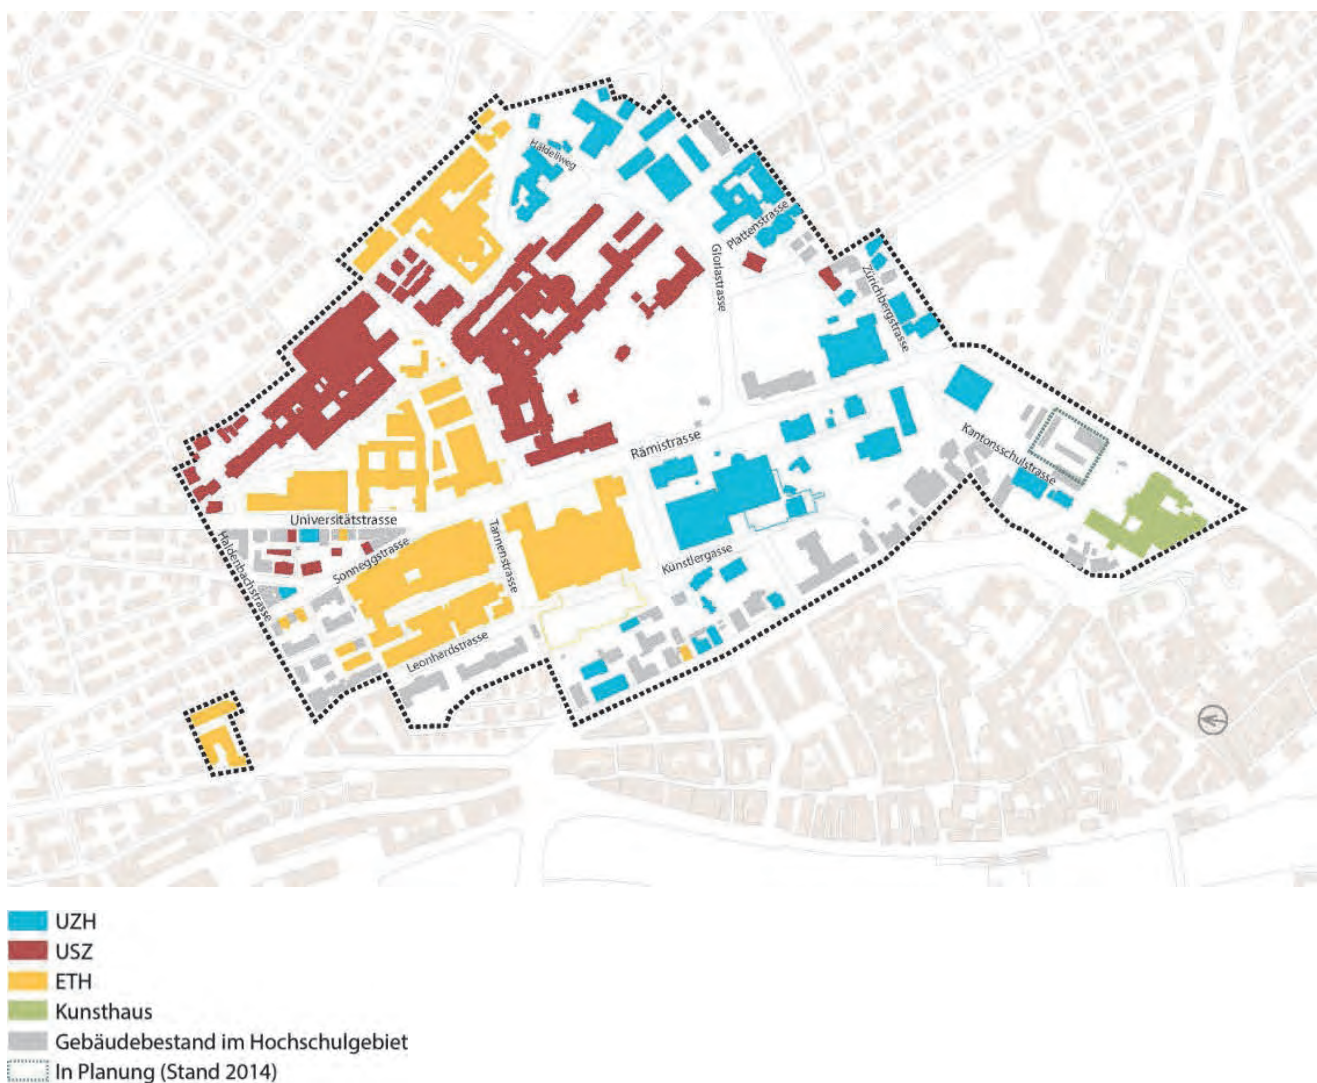 Häldeliweg
Plattenstrasse
Gloriastrasse
Zürichbergstrasse
Rämistrasse
Kantonsschulstrasse
Universitätstrasse
Haldenbachstrasse
Sonneggstrasse
Tannenstrasse
Künstlergasse
Leonhardstrasse
UZH
USZ
ETH
Kunsthaus
Gebäudebestand im Hochschulgebiet
In Planung (Stand 2014)